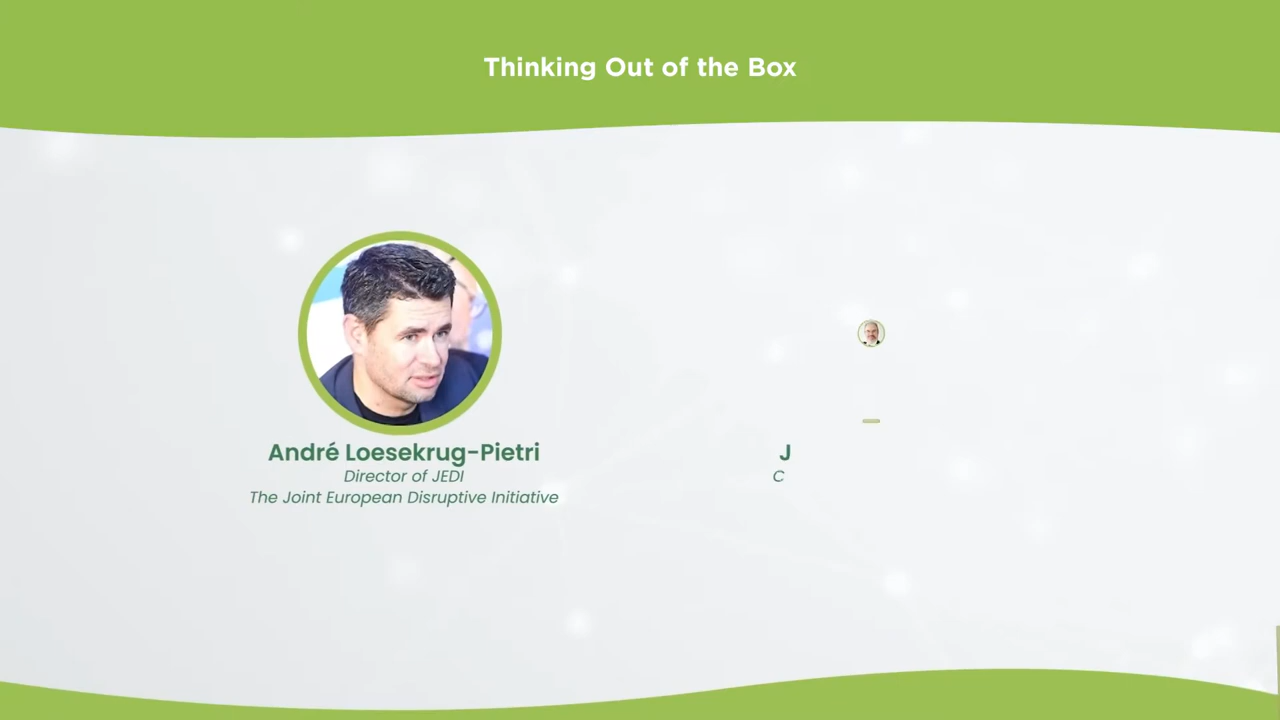 Thinking Out of the Box
André Loesekrug-Pietri
Director of JEDI
The Joint European Disruptive Initiative
J
C